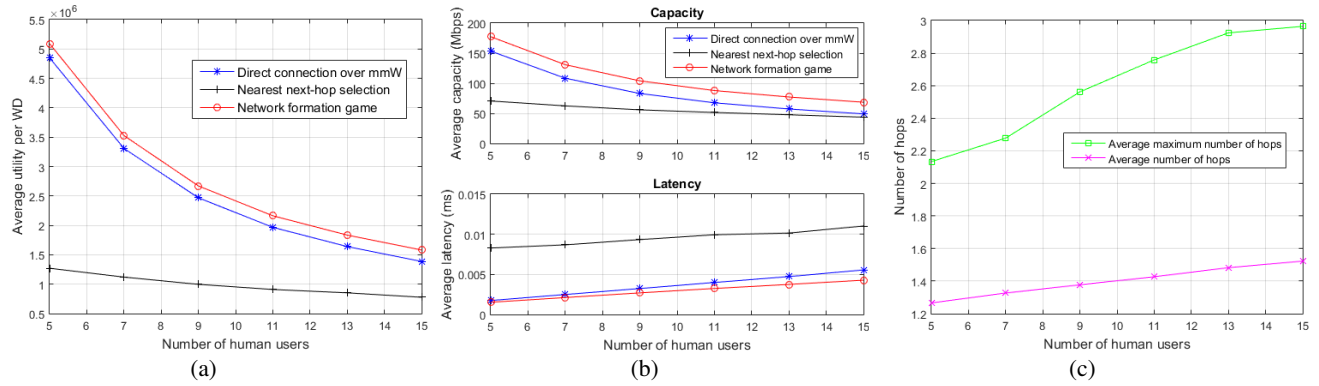 ×10^6
5.5
5
4.5
4
3.5
3
2.5
2
1.5
1
0.5
Average utility per WD
Direct connection over mmW
Nearest next-hop selection
Network formation game
5 6 7 8 9 10 11 12 13 14 15
Number of human users
(a)
Capacity
200
150
100
50
0
Average capacity (Mbps)
Direct connection over mmW
Nearest next-hop selection
Network formation game
5 6 7 8 9 10 11 12 13 14 15
Latency
0.015
0.01
0.005
0
Average latency (ms)
5 6 7 8 9 10 11 12 13 14 15
Number of human users
(b)
3
2.8
2.6
2.4
2.2
2
1.8
1.6
1.4
1.2
Number of hops
Average maximum number of hops
Average number of hops
5 6 7 8 9 10 11 12 13 14 15
Number of human users
(c)